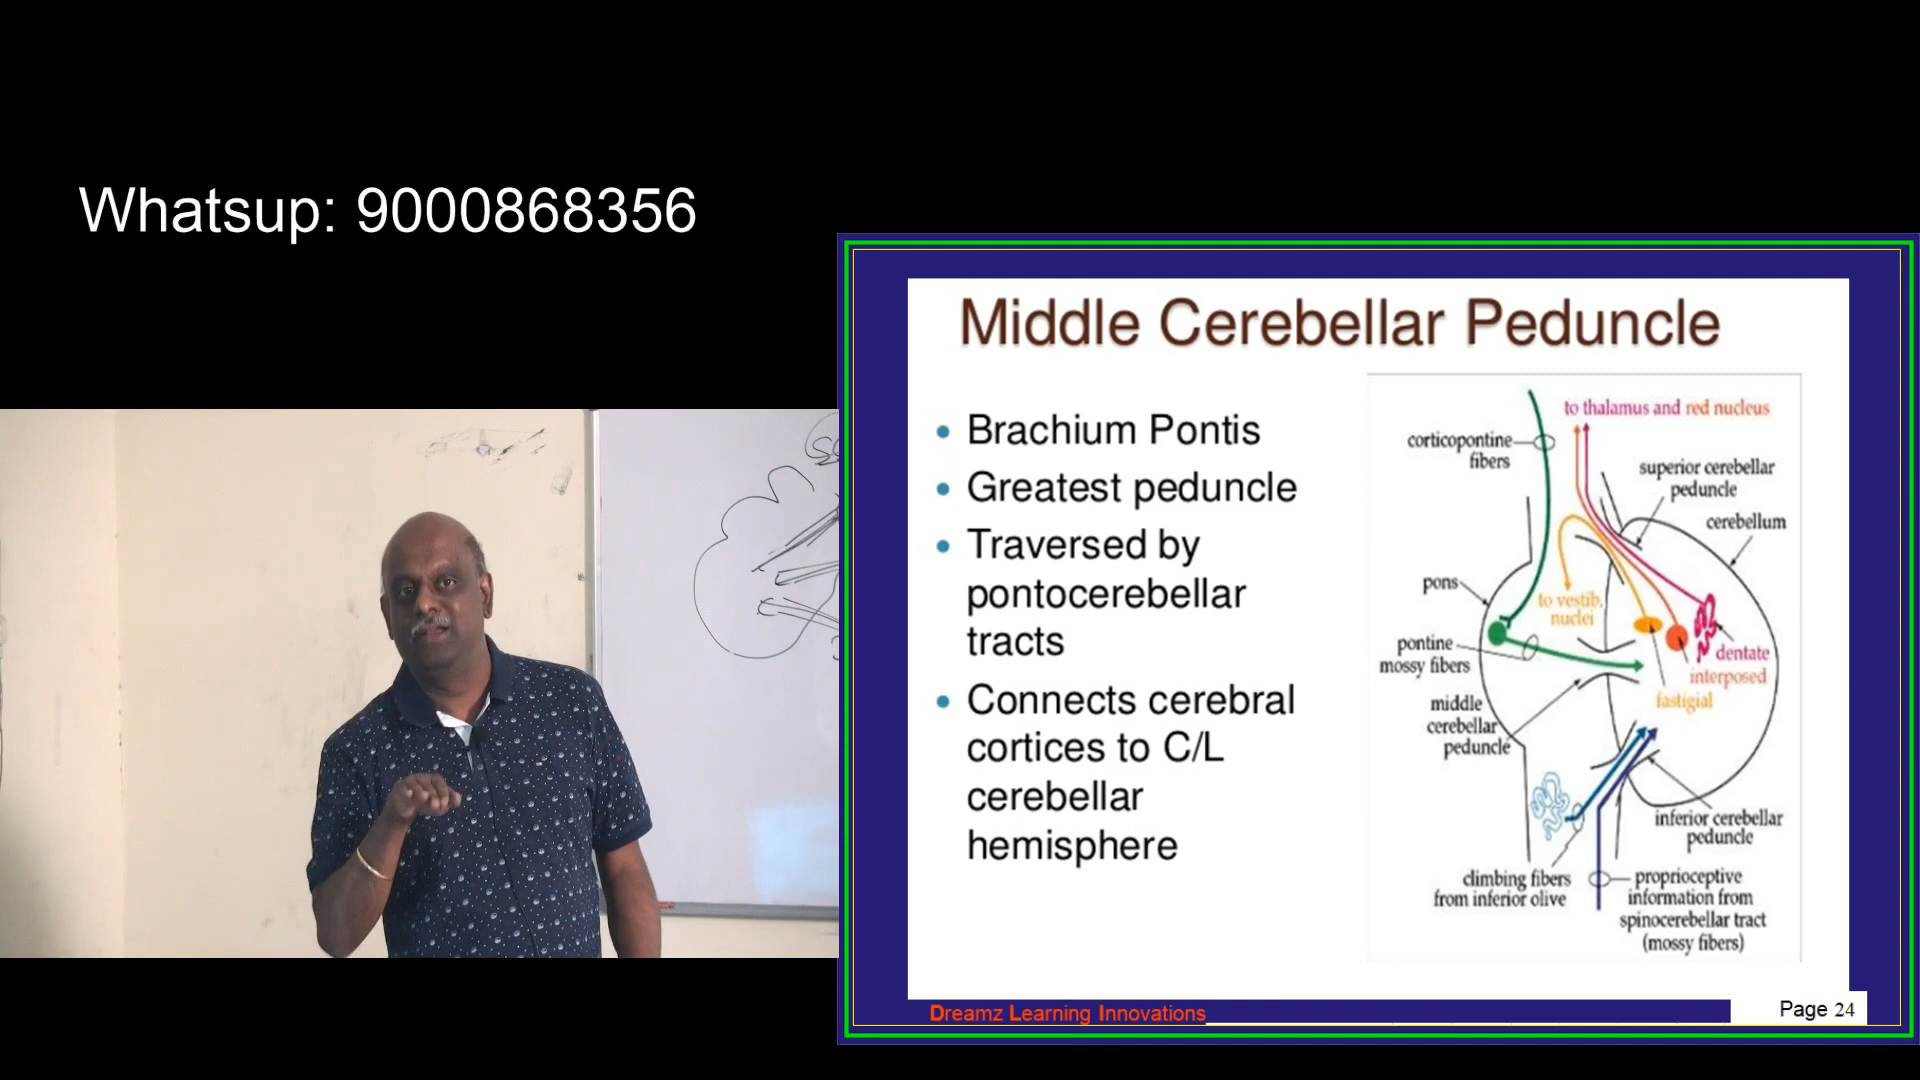 Whatsup: 9000868356
Middle Cerebellar Peduncle
• Brachium Pontis
• Greatest peduncle
• Traversed by
pontocerebellar
tracts
• Connects cerebral
cortices to C/L
cerebellar
hemisphere
to thalamus and red nucleus
corticopontine
fibers
superior cerebellar
peduncle
cerebellum
pons
to vestib.
nuclei
pontine
mossy fibers
dentate
interposed
fastigial
middle
cerebellar
peduncle
inferior cerebellar
peduncle
climbing fibers
from inferior olive
proprioceptive
information from
spinocerebellar tract
(mossy fibers)
Dreamz Learning Innovations
Page 24